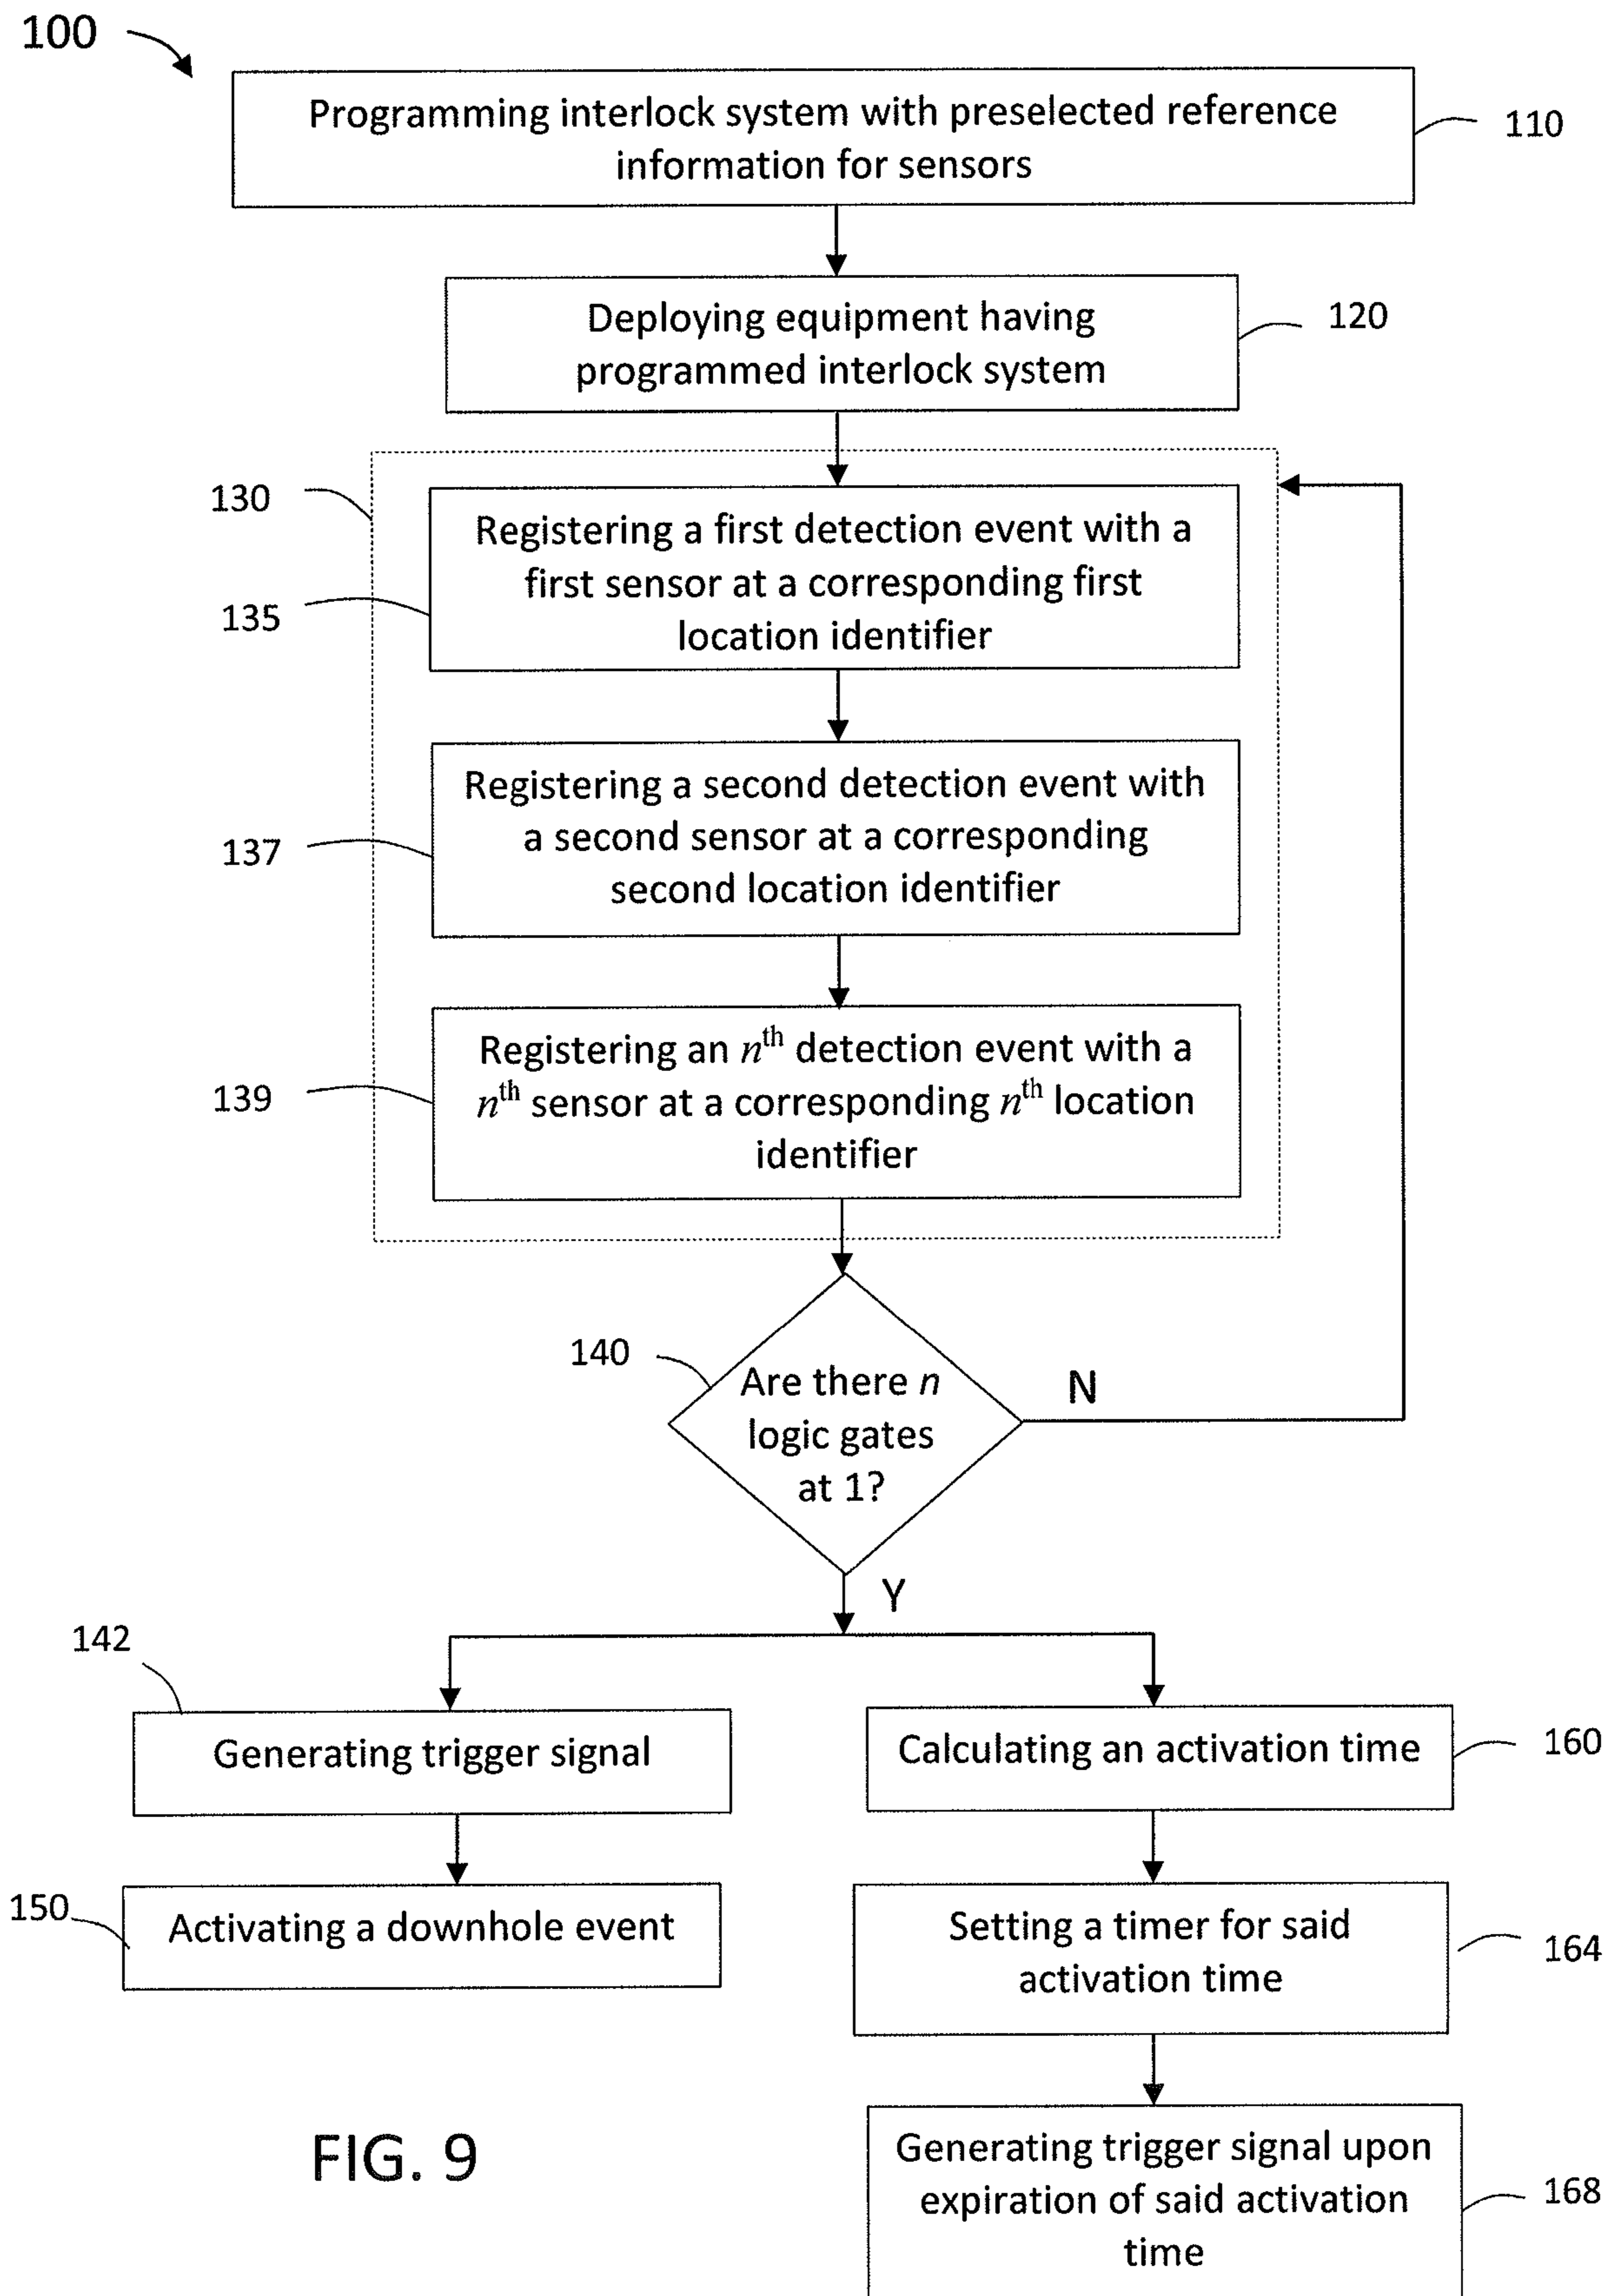 100
Programming interlock system with preselected reference
information for sensors
110
Deploying equipment having
programmed interlock system
120
130
Registering a first detection event with a
first sensor at a corresponding first
location identifier
135
Registering a second detection event with
a second sensor at a corresponding
second location identifier
137
Registering an nth detection event with a
nth sensor at a corresponding nth location
identifier
139
140
Are there n
logic gates
at 1?
N
Y
142
Generating trigger signal
Calculating an activation time
160
150
Activating a downhole event
Setting a timer for said
activation time
164
Generating trigger signal upon
expiration of said activation
time
168
FIG. 9